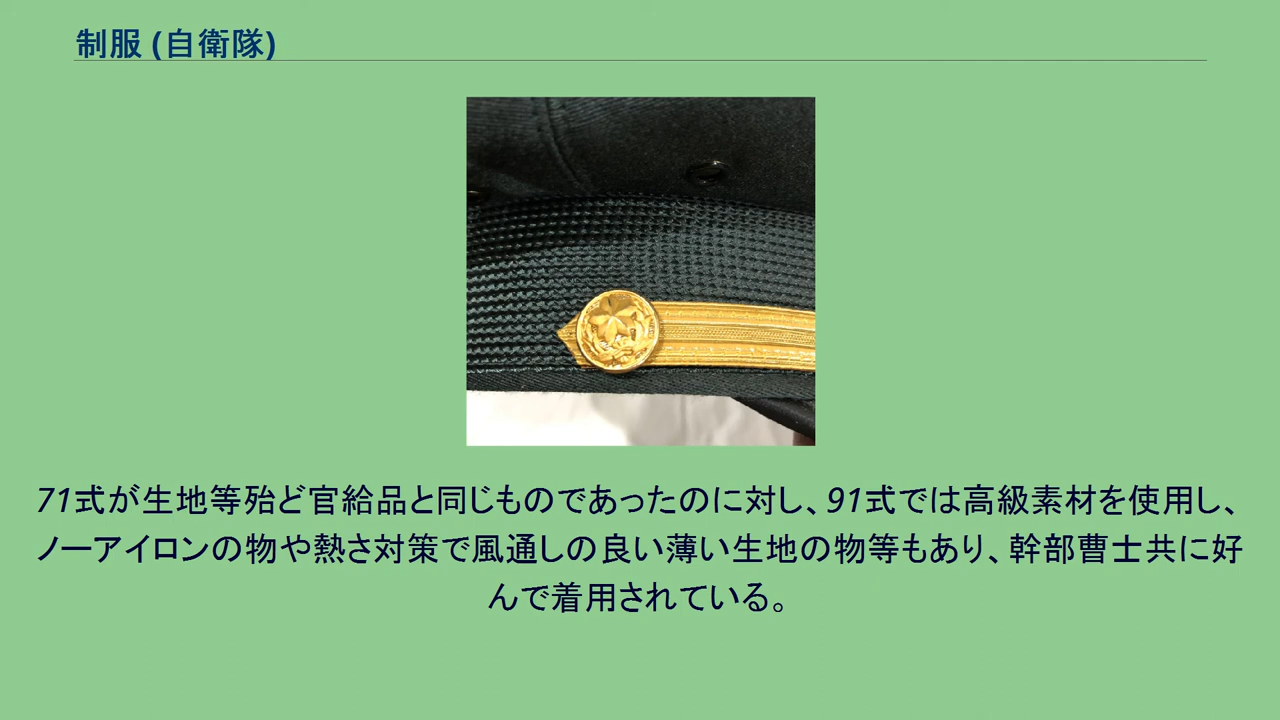 制服 (自衛隊)
71式が生地等殆ど官給品と同じものであったのに対し、91式では高級素材を使用し、
ノーアイロンの物や熱さ対策で風通しの良い薄い生地の物等もあり、幹部曹士共に好
んで着用されている。